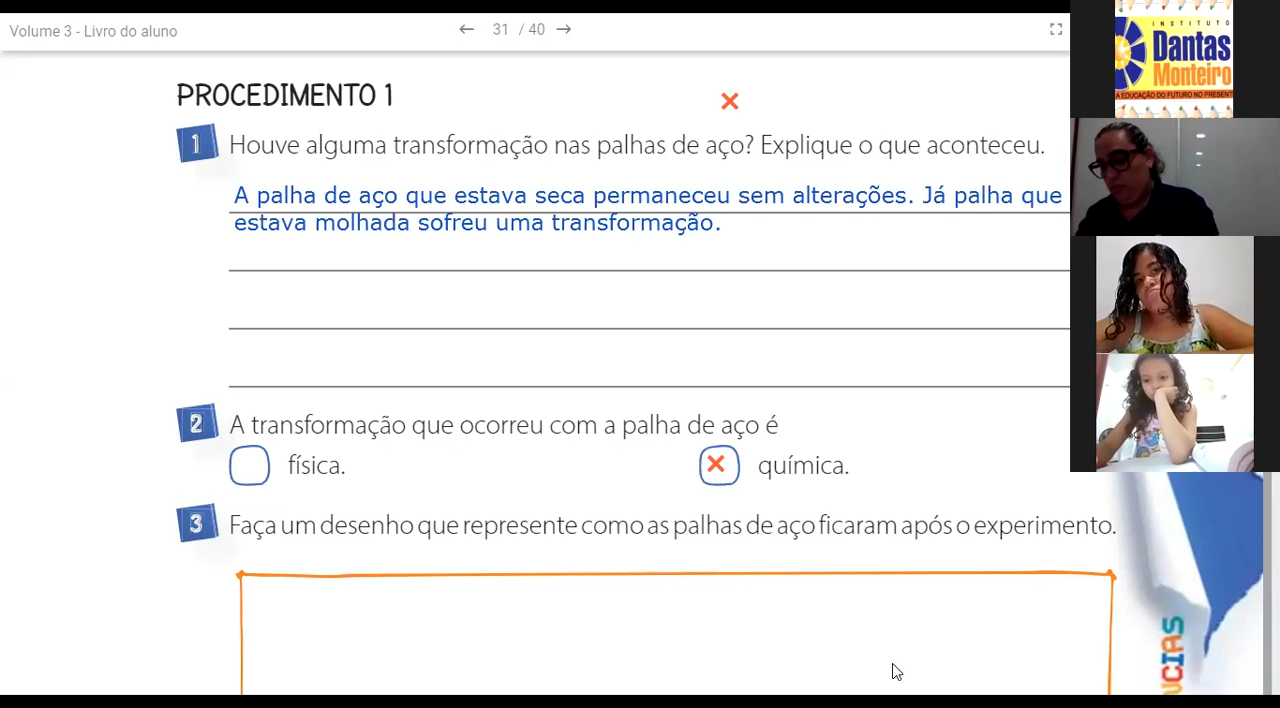 Volume 3 - Livro do aluno
← 31 / 40 →
INSTITUTO
Dantas
Monteiro
A EDUCAÇÃO DO FUTURO NO PRESENT
PROCEDIMENTO 1
1 Houve alguma transformação nas palhas de aço? Explique o que aconteceu.
A palha de aço que estava seca permaneceu sem alterações. Já palha que
estava molhada sofreu uma transformação.
2 A transformação que ocorreu com a palha de aço é
física.
química.
3 Faça um desenho que represente como as palhas de aço ficaram após o experimento.
NCIAS